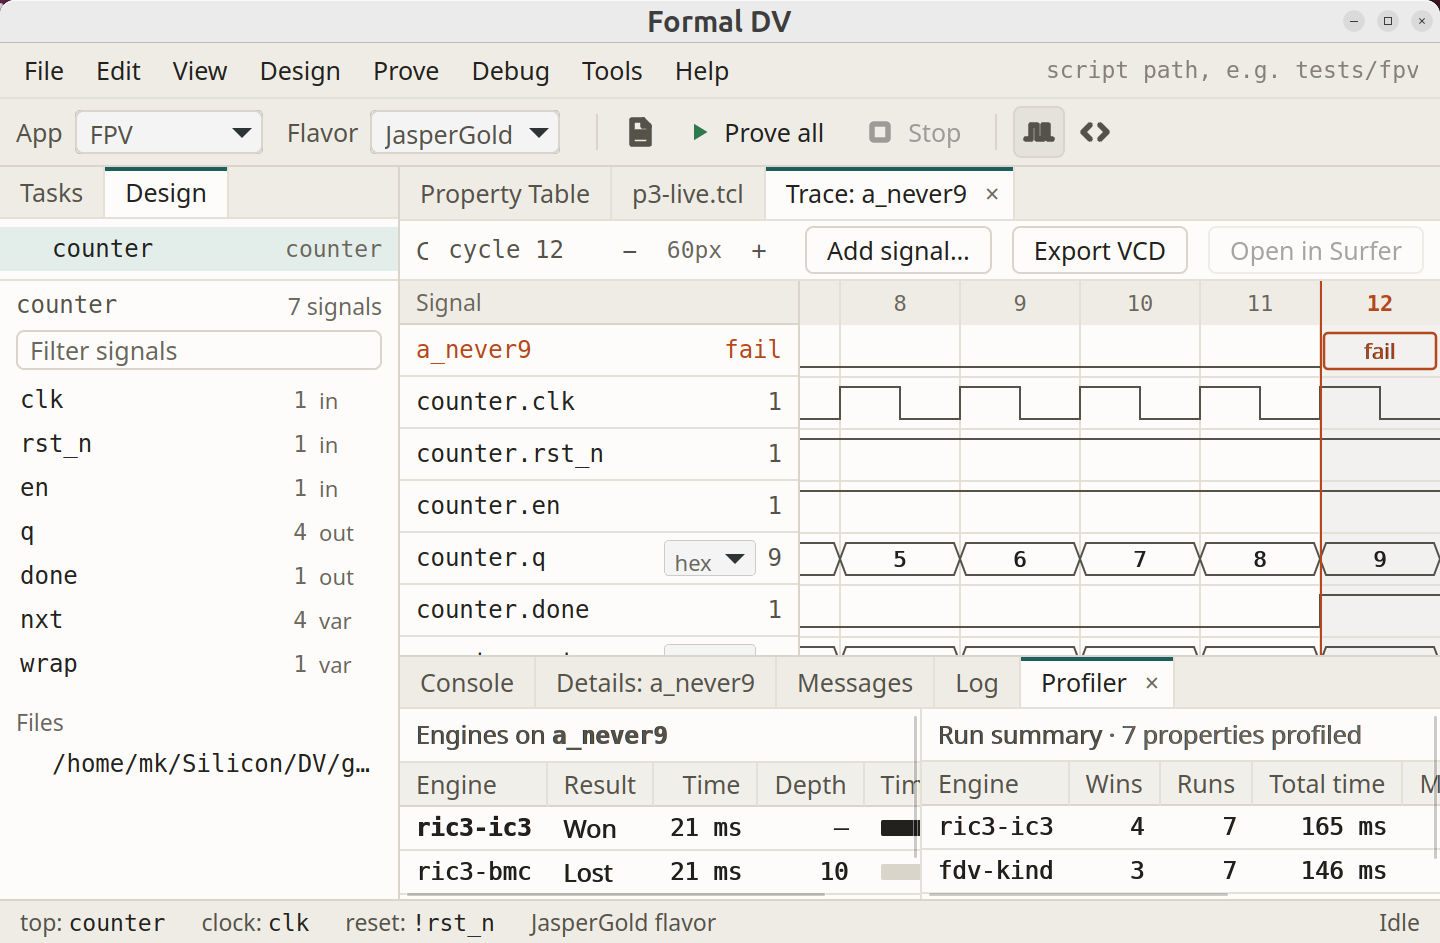 Formal DV
File Edit View Design Prove Debug Tools Help script path, e.g. tests/fpv
App FPV Flavor JasperGold Prove all Stop
Tasks Design
counter counter
counter 7 signals
Filter signals
clk 1 in
rst_n 1 in
en 1 in
q 4 out
done 1 out
nxt 4 var
wrap 1 var
Files
/home/mk/Silicon/DV/g…
Property Table p3-live.tcl Trace: a_never9 ×
cycle 12 − 60px + Add signal… Export VCD Open in Surfer
Signal 8 9 10 11 12
a_never9 fail fail
counter.clk 1
counter.rst_n 1
counter.en 1
counter.q hex 9 5 6 7 8 9
counter.done 1
Console Details: a_never9 Messages Log Profiler ×
Engines on a_never9
Engine Result Time Depth
ric3-ic3 Won 21 ms —
ric3-bmc Lost 21 ms 10
Run summary · 7 properties profiled
Engine Wins Runs Total time
ric3-ic3 4 7 165 ms
fdv-kind 3 7 146 ms
top: counter clock: clk reset: !rst_n JasperGold flavor Idle